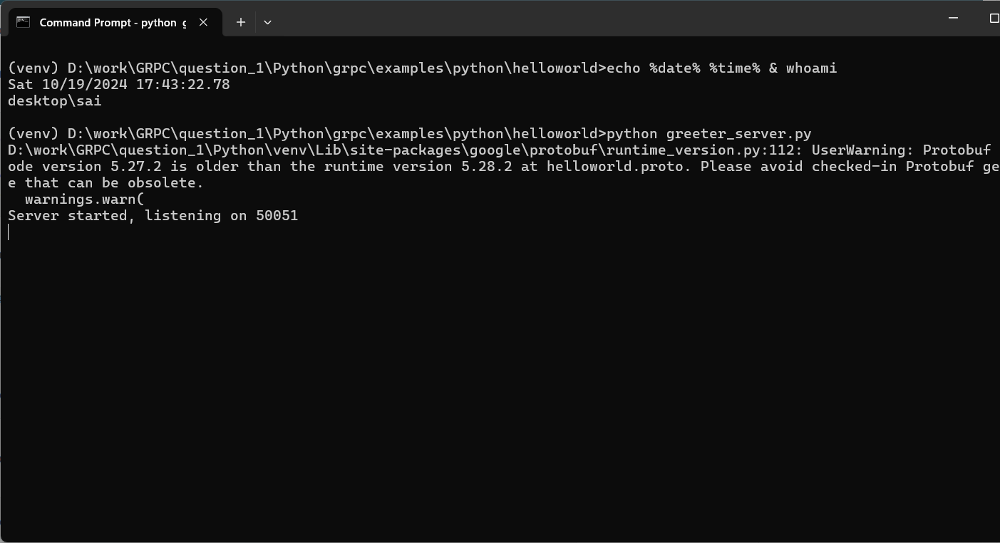 Command Prompt - python g
(venv) D:\work\GRPC\question_1\Python\grpc\examples\python\helloworld>echo %date% %time% & whoami
Sat 10/19/2024 17:43:22.78
desktop\sai
(venv) D:\work\GRPC\question_1\Python\grpc\examples\python\helloworld>python greeter_server.py
D:\work\GRPC\question_1\Python\venv\Lib\site-packages\google\protobuf\runtime_version.py:112: UserWarning: Protobuf
ode version 5.27.2 is older than the runtime version 5.28.2 at helloworld.proto. Please avoid checked-in Protobuf ge
e that can be obsolete.
  warnings.warn(
Server started, listening on 50051